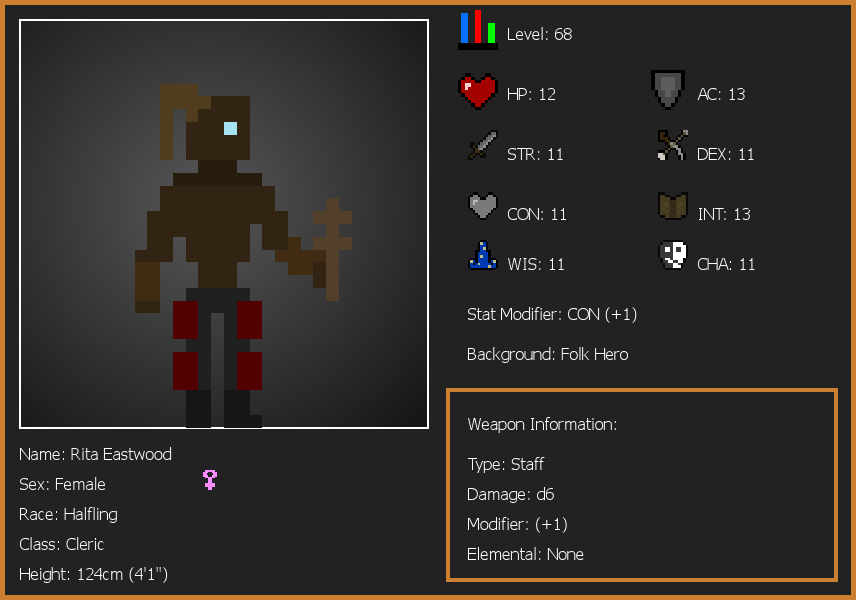 Level: 68
HP: 12
AC: 13
STR: 11
DEX: 11
CON: 11
INT: 13
WIS: 11
CHA: 11
Stat Modifier: CON (+1)
Background: Folk Hero
Weapon Information:
Type: Staff
Damage: d6
Modifier: (+1)
Elemental: None
Name: Rita Eastwood
Sex: Female
Race: Halfling
Class: Cleric
Height: 124cm (4'1")